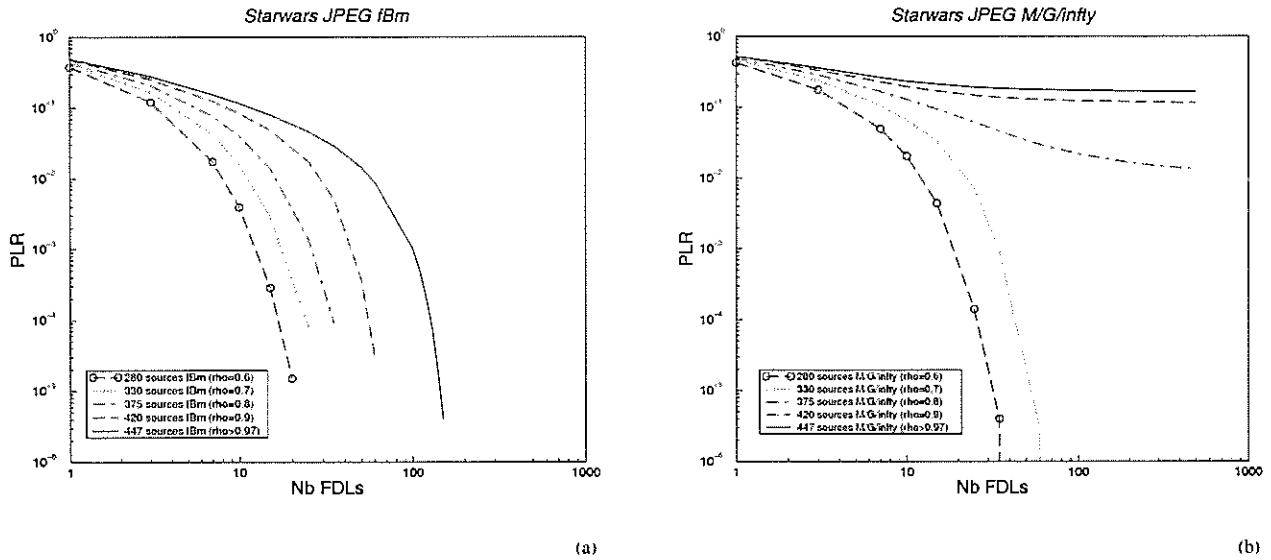 Starwars JPEG fBm
10^0
10^-1
10^-2
10^-3
10^-4
10^-5
10^-6
PLR
280 sources fBm (rho=0.6)
330 sources fBm (rho=0.7)
375 sources fBm (rho=0.8)
420 sources fBm (rho=0.9)
447 sources fBm (rho>0.97)
1
10
100
1000
Nb FDLs
(a)
Starwars JPEG M/G/infty
10^0
10^-1
10^-2
10^-3
10^-4
10^-5
10^-6
PLR
280 sources M/G/infty (rho=0.6)
330 sources M/G/infty (rho=0.7)
375 sources M/G/infty (rho=0.8)
420 sources M/G/infty (rho=0.9)
447 sources M/G/infty (rho>0.97)
1
10
100
1000
Nb FDLs
(b)